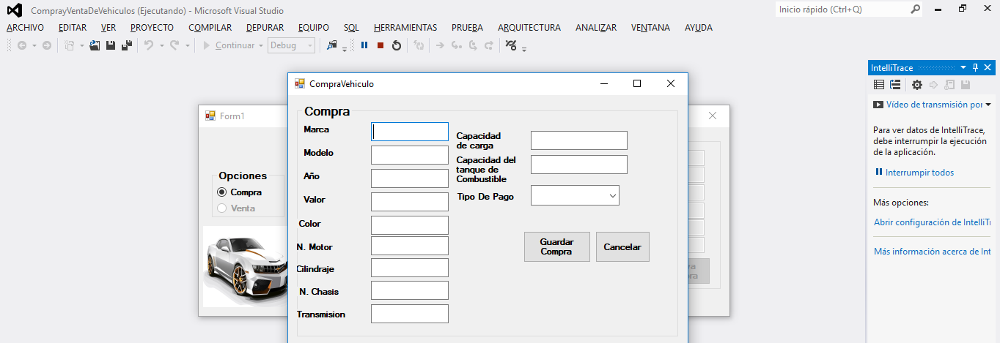 ComprayVentaDeVehiculos (Ejecutando) - Microsoft Visual Studio
Inicio rápido (Ctrl+Q)
ARCHIVO EDITAR VER PROYECTO COMPILAR DEPURAR EQUIPO SQL HERRAMIENTAS PRUEBA ARQUITECTURA ANALIZAR VENTANA AYUDA
Continuar Debug
IntelliTrace
Vídeo de transmisión por
Para ver datos de IntelliTrace,
debe interrumpir la ejecución
de la aplicación.
Interrumpir todos
Más opciones:
Abrir configuración de IntelliTr
Más información acerca de Int
Form1
Opciones
Compra
Venta
CompraVehiculo
Compra
Marca
Modelo
Año
Valor
Color
N. Motor
Cilindraje
N. Chasis
Transmision
Capacidad
de carga
Capacidad del
tanque de
Combustible
Tipo De Pago
Guardar
Compra
Cancelar